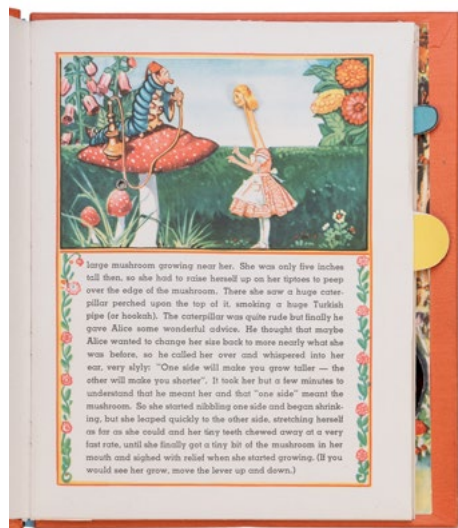 large mushroom growing near her. She was only five inches
tall then, so she had to raise herself up on her tiptoes to peep
over the edge of the mushroom. There she saw a huge cater-
pillar perched upon the top of it, smoking a huge Turkish
pipe (or hookah). The caterpillar was quite rude but finally he
gave Alice some wonderful advice. He thought that maybe
Alice wanted to change her size back to more nearly what she
was before, so he called her over and whispered into her
ear, very slyly: "One side will make you grow taller — the
other will make you shorter". It took her but a few minutes to
understand that he meant her and that "one side" meant the
mushroom. So she started nibbling one side and began shrink-
ing, but she leaped quickly to the other side, stretching herself
as far as she could and her tiny teeth chewed away at a very
fast rate, until she finally got a tiny bit of the mushroom in her
mouth and sighed with relief when she started growing. (If you
would see her grow, move the lever up and down.)